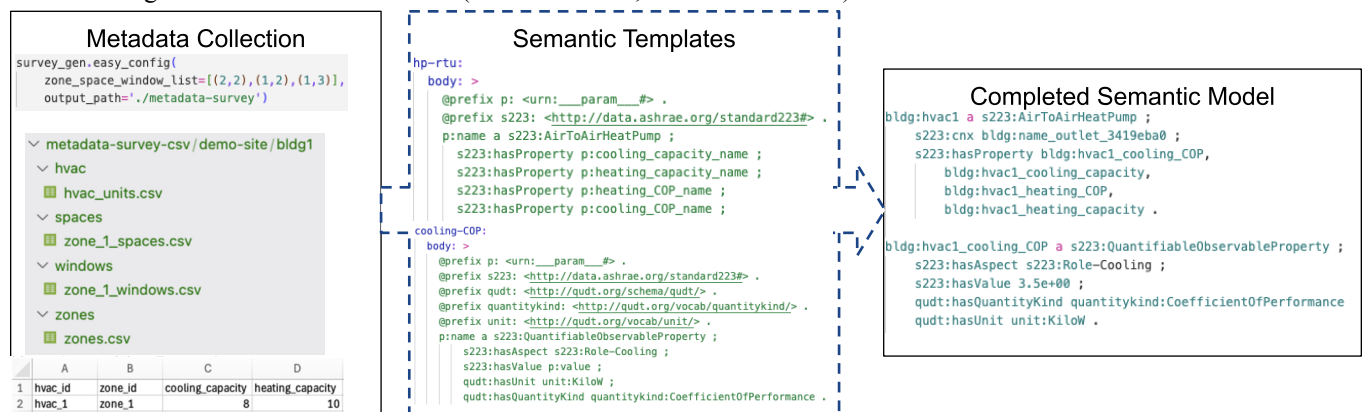 Metadata Collection
survey_gen.easy_config(
zone_space_window_list=[(2,2),(1,2),(1,3)],
output_path='./metadata-survey')
metadata-survey-csv/demo-site/bldg1
hvac
hvac_units.csv
spaces
zone_1_spaces.csv
windows
zone_1_windows.csv
zones
zones.csv
A B C D
1 hvac_id zone_id cooling_capacity heating_capacity
2 hvac_1 zone_1 8 10
Semantic Templates
hp-rtu:
body: >
@prefix p: <urn:___param___#> .
@prefix s223: <http://data.ashrae.org/standard223#> .
p:name a s223:AirToAirHeatPump ;
s223:hasProperty p:cooling_capacity_name ;
s223:hasProperty p:heating_capacity_name ;
s223:hasProperty p:heating_COP_name ;
s223:hasProperty p:cooling_COP_name ;
cooling-COP:
body: >
@prefix p: <urn:___param___#> .
@prefix s223: <http://data.ashrae.org/standard223#> .
@prefix qudt: <http://qudt.org/schema/qudt/> .
@prefix quantitykind: <http://qudt.org/vocab/quantitykind/> .
@prefix unit: <http://qudt.org/vocab/unit/> .
p:name a s223:QuantifiableObservableProperty ;
s223:hasAspect s223:Role-Cooling ;
s223:hasValue p:value ;
qudt:hasUnit unit:KiloW ;
qudt:hasQuantityKind quantitykind:CoefficientOfPerformance .
Completed Semantic Model
bldg:hvac1 a s223:AirToAirHeatPump ;
s223:cnx bldg:name_outlet_3419eba0 ;
s223:hasProperty bldg:hvac1_cooling_COP,
bldg:hvac1_cooling_capacity,
bldg:hvac1_heating_COP,
bldg:hvac1_heating_capacity .
bldg:hvac1_cooling_COP a s223:QuantifiableObservableProperty ;
s223:hasAspect s223:Role-Cooling ;
s223:hasValue 3.5e+00 ;
qudt:hasQuantityKind quantitykind:CoefficientOfPerformance
qudt:hasUnit unit:KiloW .